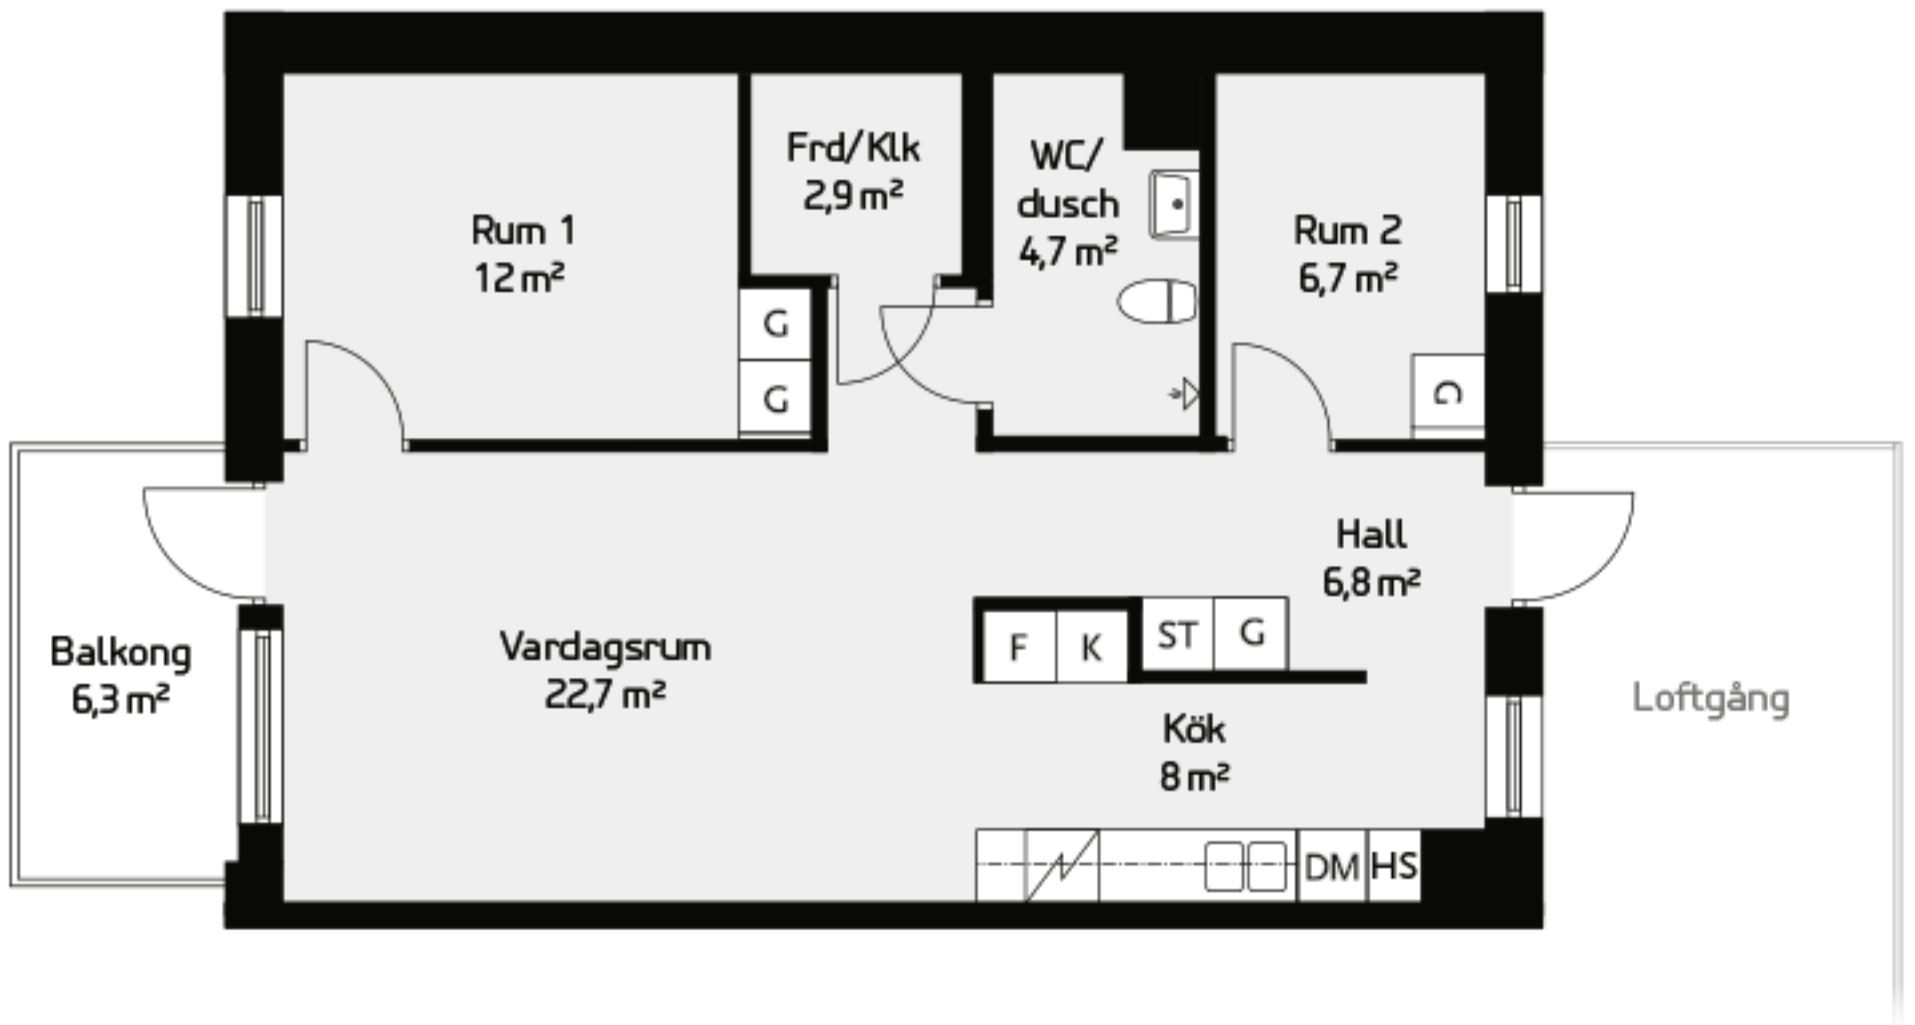 Frd/Klk
2,9 m²
WC/
dusch
4,7 m²
Rum 1
12 m²
Rum 2
6,7 m²
G
G
G
Hall
6,8 m²
Balkong
6,3 m²
Vardagsrum
22,7 m²
F
K
ST
G
Loftgång
Kök
8 m²
DM
HS